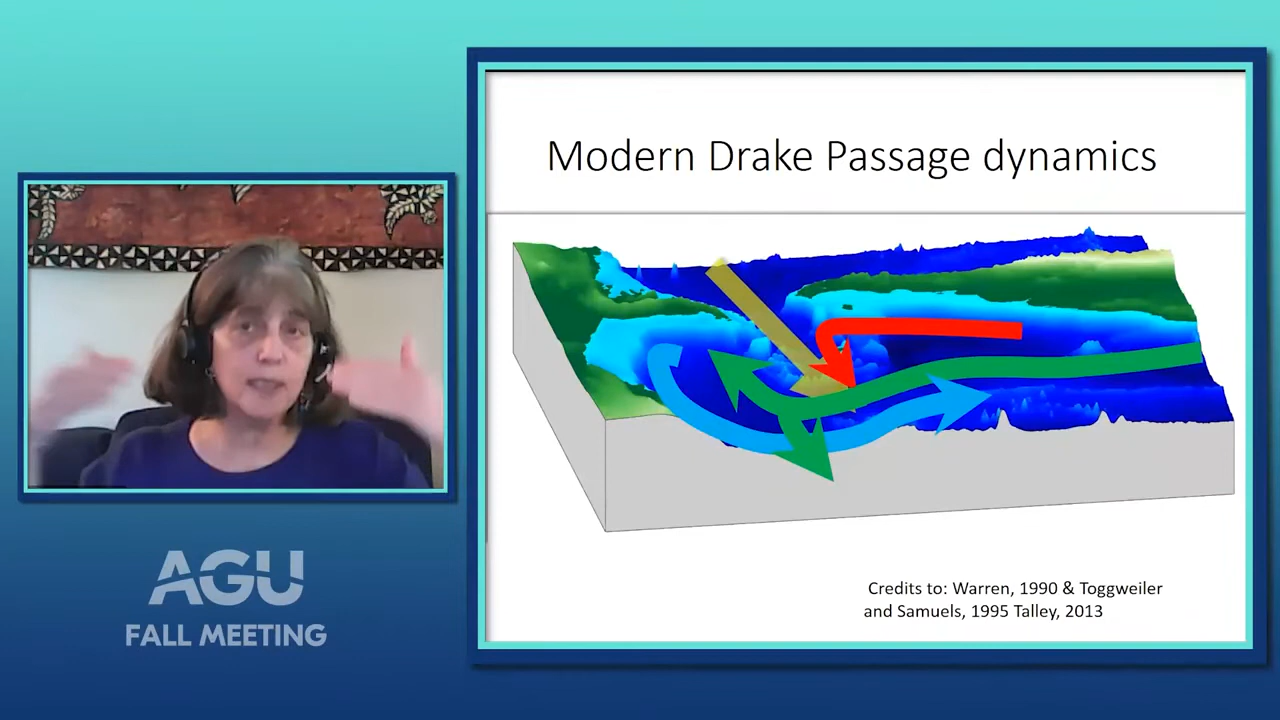 Modern Drake Passage dynamics
Credits to: Warren, 1990 & Toggweiler
and Samuels, 1995 Talley, 2013
AGU
FALL MEETING